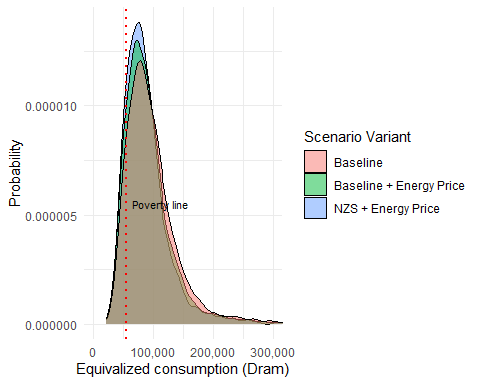 Probability
0.000010
0.000005
0.000000
Poverty line
0
100,000
200,000
300,000
Equivalized consumption (Dram)
Scenario Variant
Baseline
Baseline + Energy Price
NZS + Energy Price